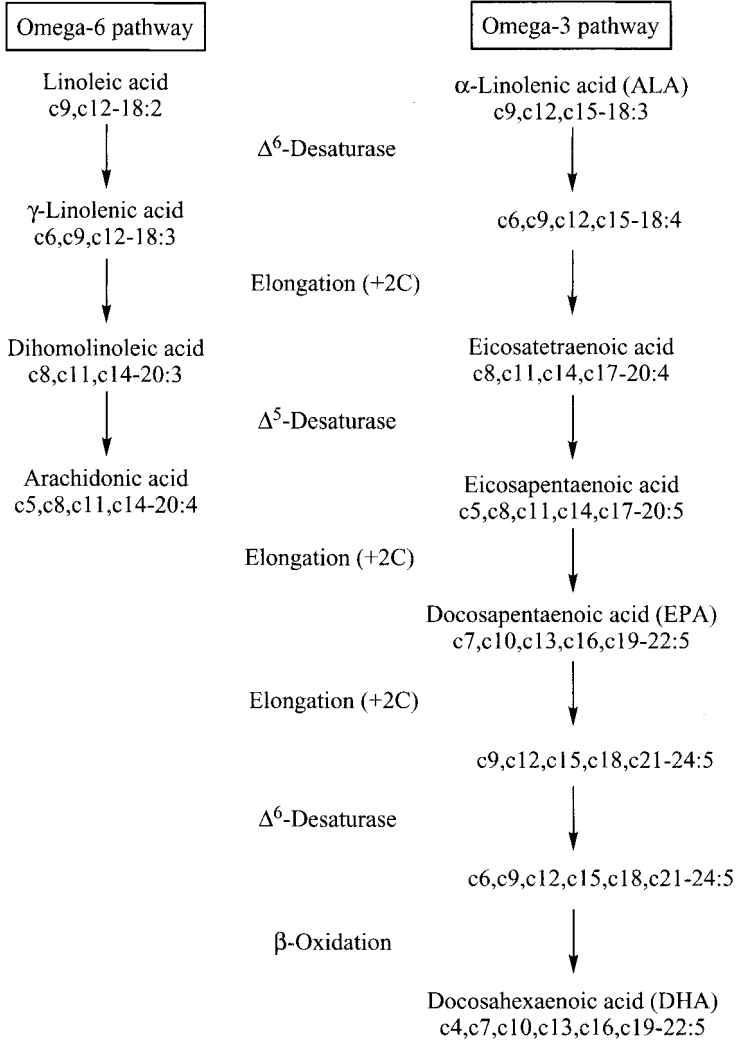 Omega-6 pathway
Omega-3 pathway
Linoleic acid
c9,c12-18:2
α-Linolenic acid (ALA)
c9,c12,c15-18:3
Δ⁶-Desaturase
γ-Linolenic acid
c6,c9,c12-18:3
c6,c9,c12,c15-18:4
Elongation (+2C)
Dihomolinoleic acid
c8,c11,c14-20:3
Eicosatetraenoic acid
c8,c11,c14,c17-20:4
Δ⁵-Desaturase
Arachidonic acid
c5,c8,c11,c14-20:4
Eicosapentaenoic acid
c5,c8,c11,c14,c17-20:5
Elongation (+2C)
Docosapentaenoic acid (EPA)
c7,c10,c13,c16,c19-22:5
Elongation (+2C)
c9,c12,c15,c18,c21-24:5
Δ⁶-Desaturase
c6,c9,c12,c15,c18,c21-24:5
β-Oxidation
Docosahexaenoic acid (DHA)
c4,c7,c10,c13,c16,c19-22:5